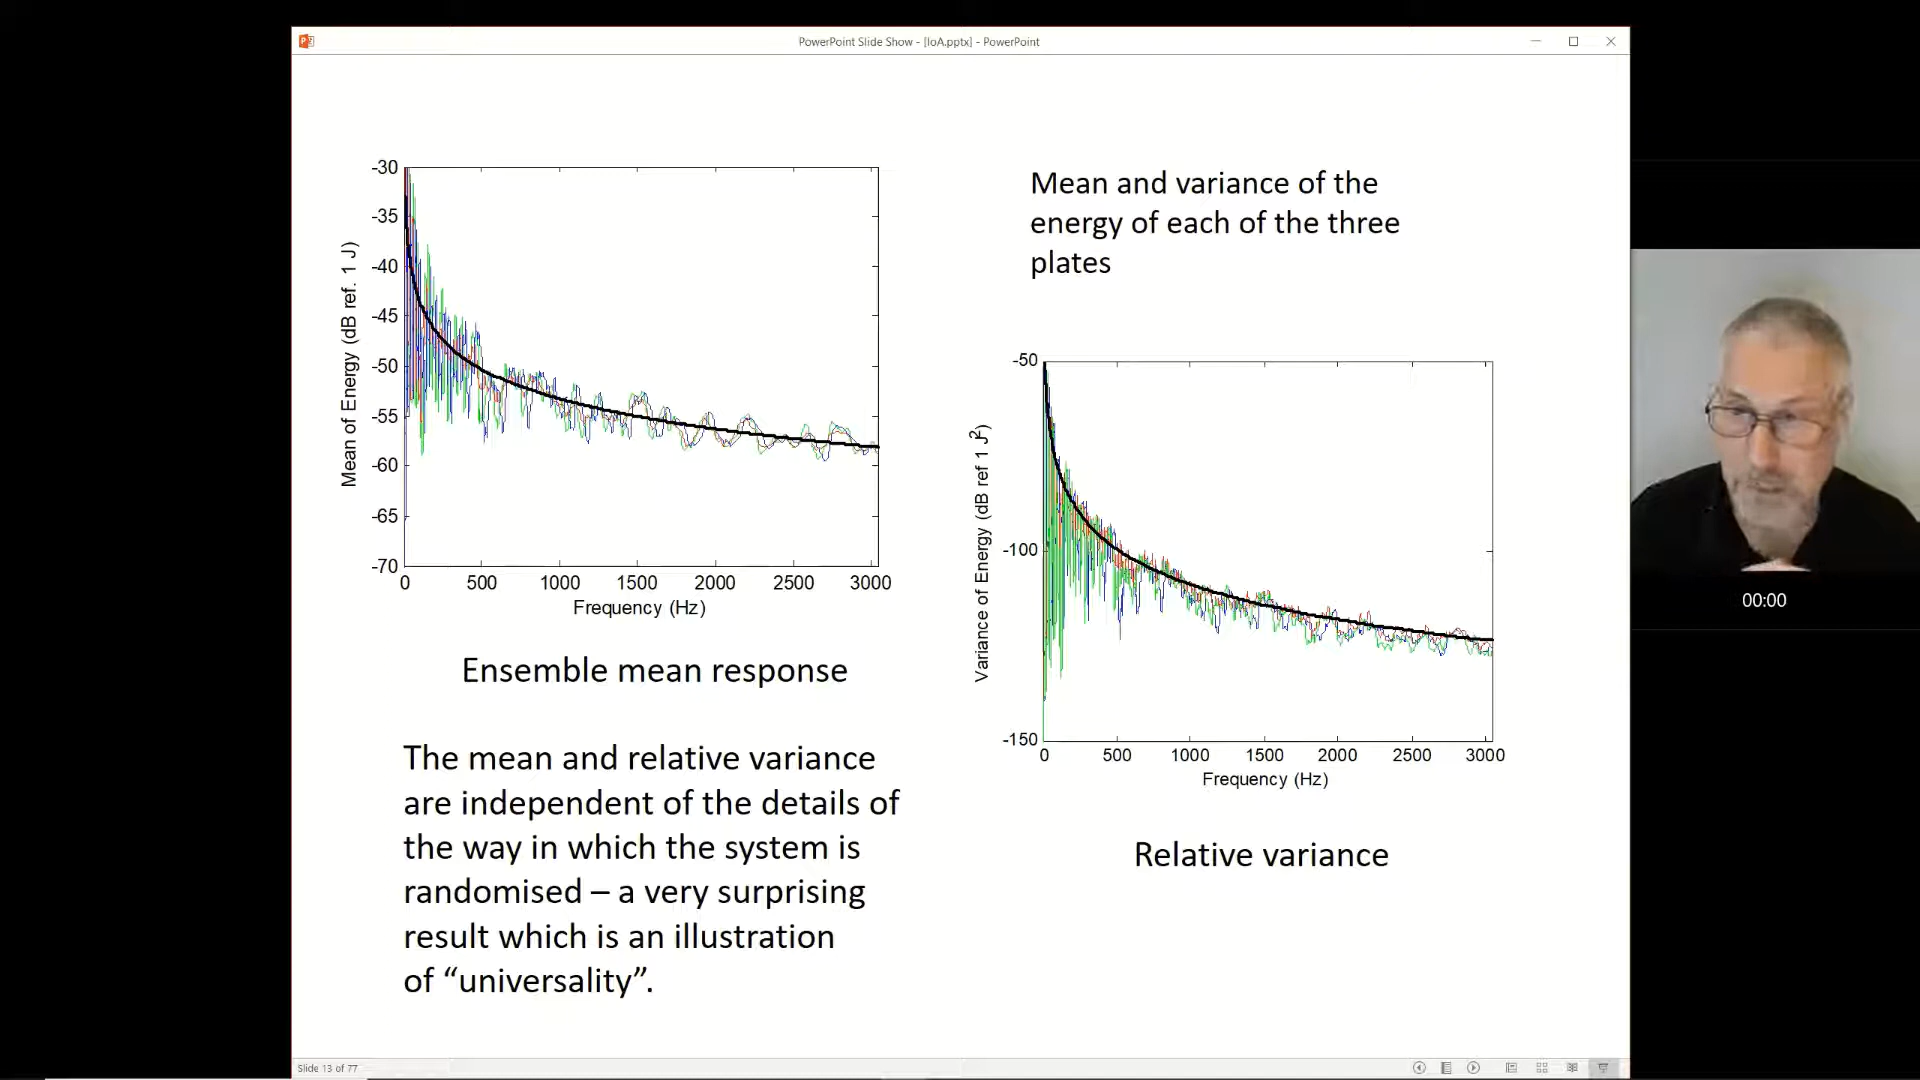 PowerPoint Slide Show - [IoA.pptx] - PowerPoint
-30
-35
-40
-45
-50
-55
-60
-65
-70
0 500 1000 1500 2000 2500 3000
Mean of Energy (dB ref. 1 J)
Frequency (Hz)
Ensemble mean response
The mean and relative variance
are independent of the details of
the way in which the system is
randomised – a very surprising
result which is an illustration
of “universality”.
Mean and variance of the
energy of each of the three
plates
-50
-100
-150
0 500 1000 1500 2000 2500 3000
Variance of Energy (dB ref 1 J²)
Frequency (Hz)
Relative variance
00:00
Slide 13 of 77